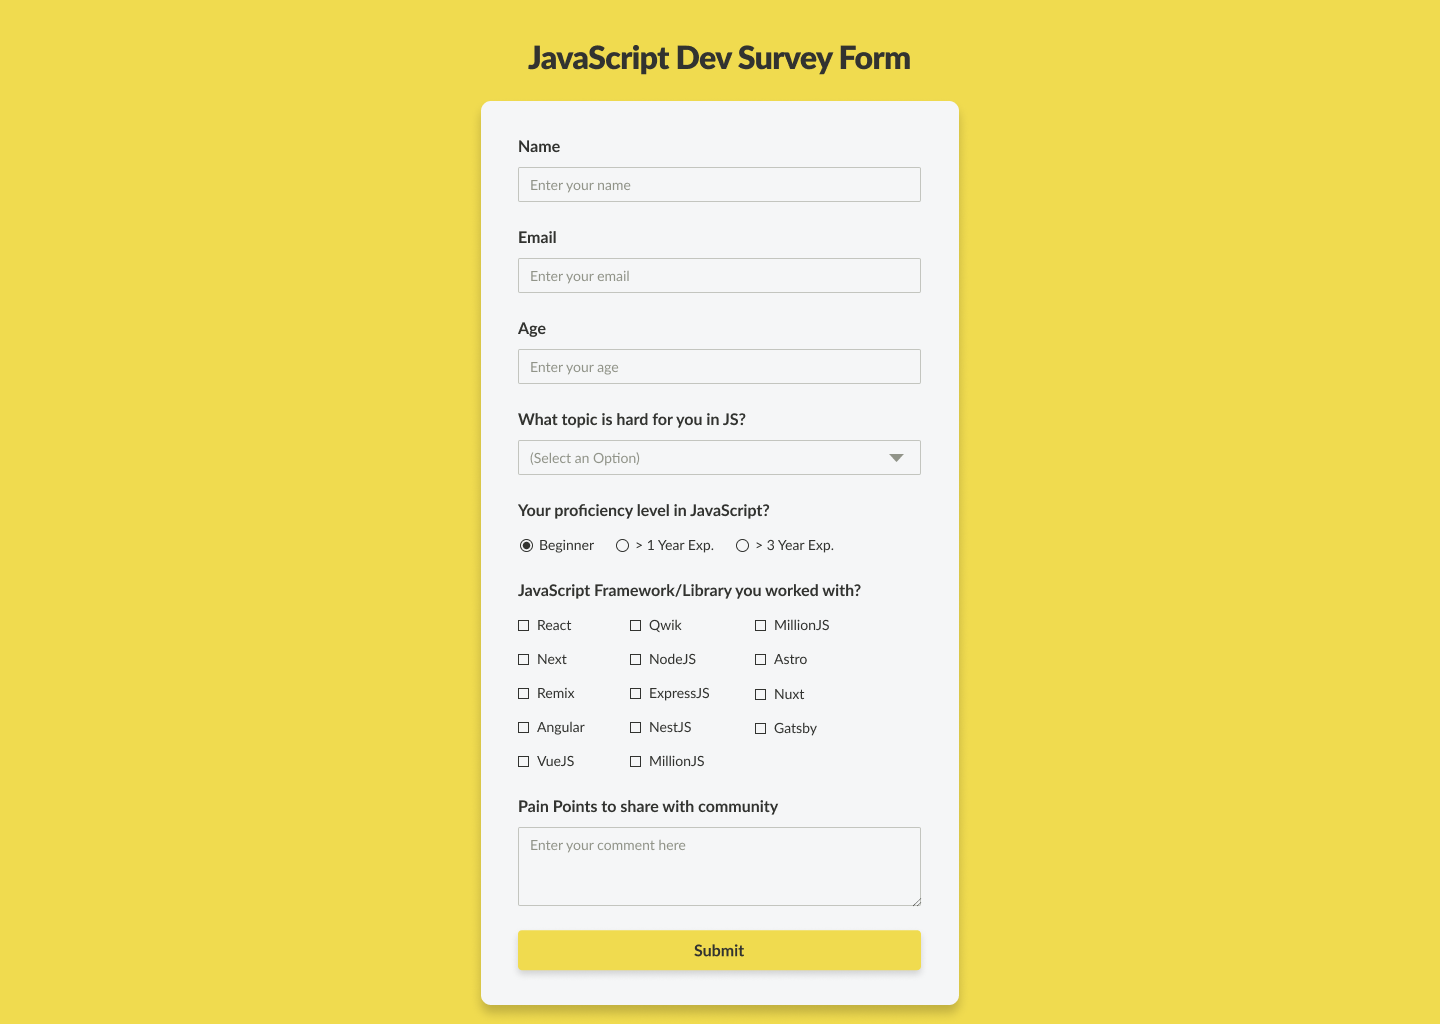 JavaScript Dev Survey Form
Name
Enter your name
Email
Enter your email
Age
Enter your age
What topic is hard for you in JS?
(Select an Option)
Your proficiency level in JavaScript?
Beginner > 1 Year Exp. > 3 Year Exp.
JavaScript Framework/Library you worked with?
React Qwik MillionJS
Next NodeJS Astro
Remix ExpressJS Nuxt
Angular NestJS Gatsby
VueJS MillionJS
Pain Points to share with community
Enter your comment here
Submit